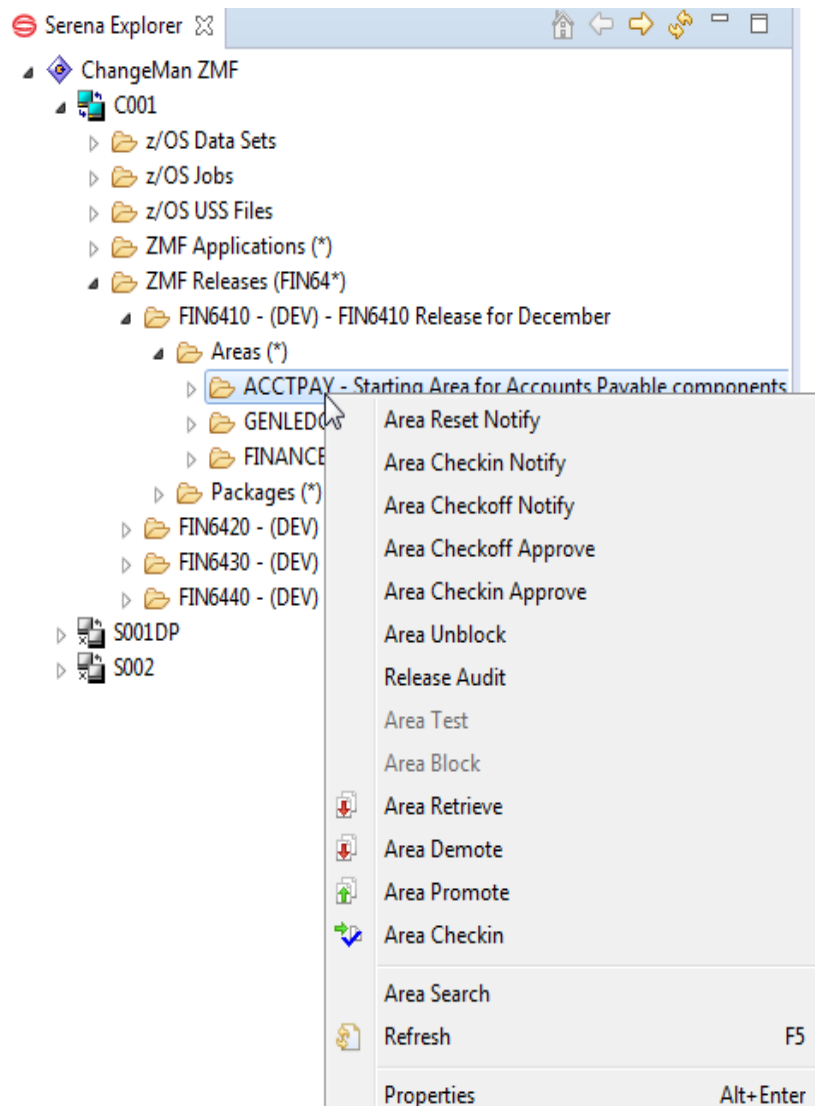 Serena Explorer
ChangeMan ZMF
C001
z/OS Data Sets
z/OS Jobs
z/OS USS Files
ZMF Applications (*)
ZMF Releases (FIN64*)
FIN6410 - (DEV) - FIN6410 Release for December
Areas (*)
ACCTPAY - Starting Area for Accounts Payable components
GENLEDG
FINANCE
Packages (*)
FIN6420 - (DEV)
FIN6430 - (DEV)
FIN6440 - (DEV)
S001DP
S002
Area Reset Notify
Area Checkin Notify
Area Checkoff Notify
Area Checkoff Approve
Area Checkin Approve
Area Unblock
Release Audit
Area Test
Area Block
Area Retrieve
Area Demote
Area Promote
Area Checkin
Area Search
Refresh F5
Properties Alt+Enter